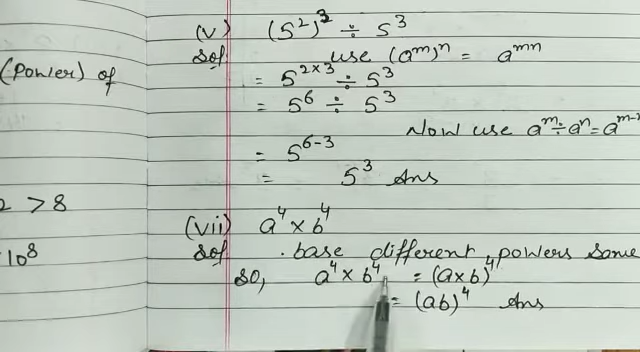 (v) (5²)³ ÷ 5³
Sol. use (aᵐ)ⁿ = aᵐⁿ
(Power) of
= 5²ˣ³ ÷ 5³
= 5⁶ ÷ 5³
Now use aᵐ÷aⁿ=aᵐ⁻
= 5⁶⁻³
= 5³ Ans
2 > 8
(vii) a⁴ × b⁴
Sol. .base different, powers same
10⁸
So, a⁴ × b⁴ = (a×b)⁴
= (ab)⁴ Ans